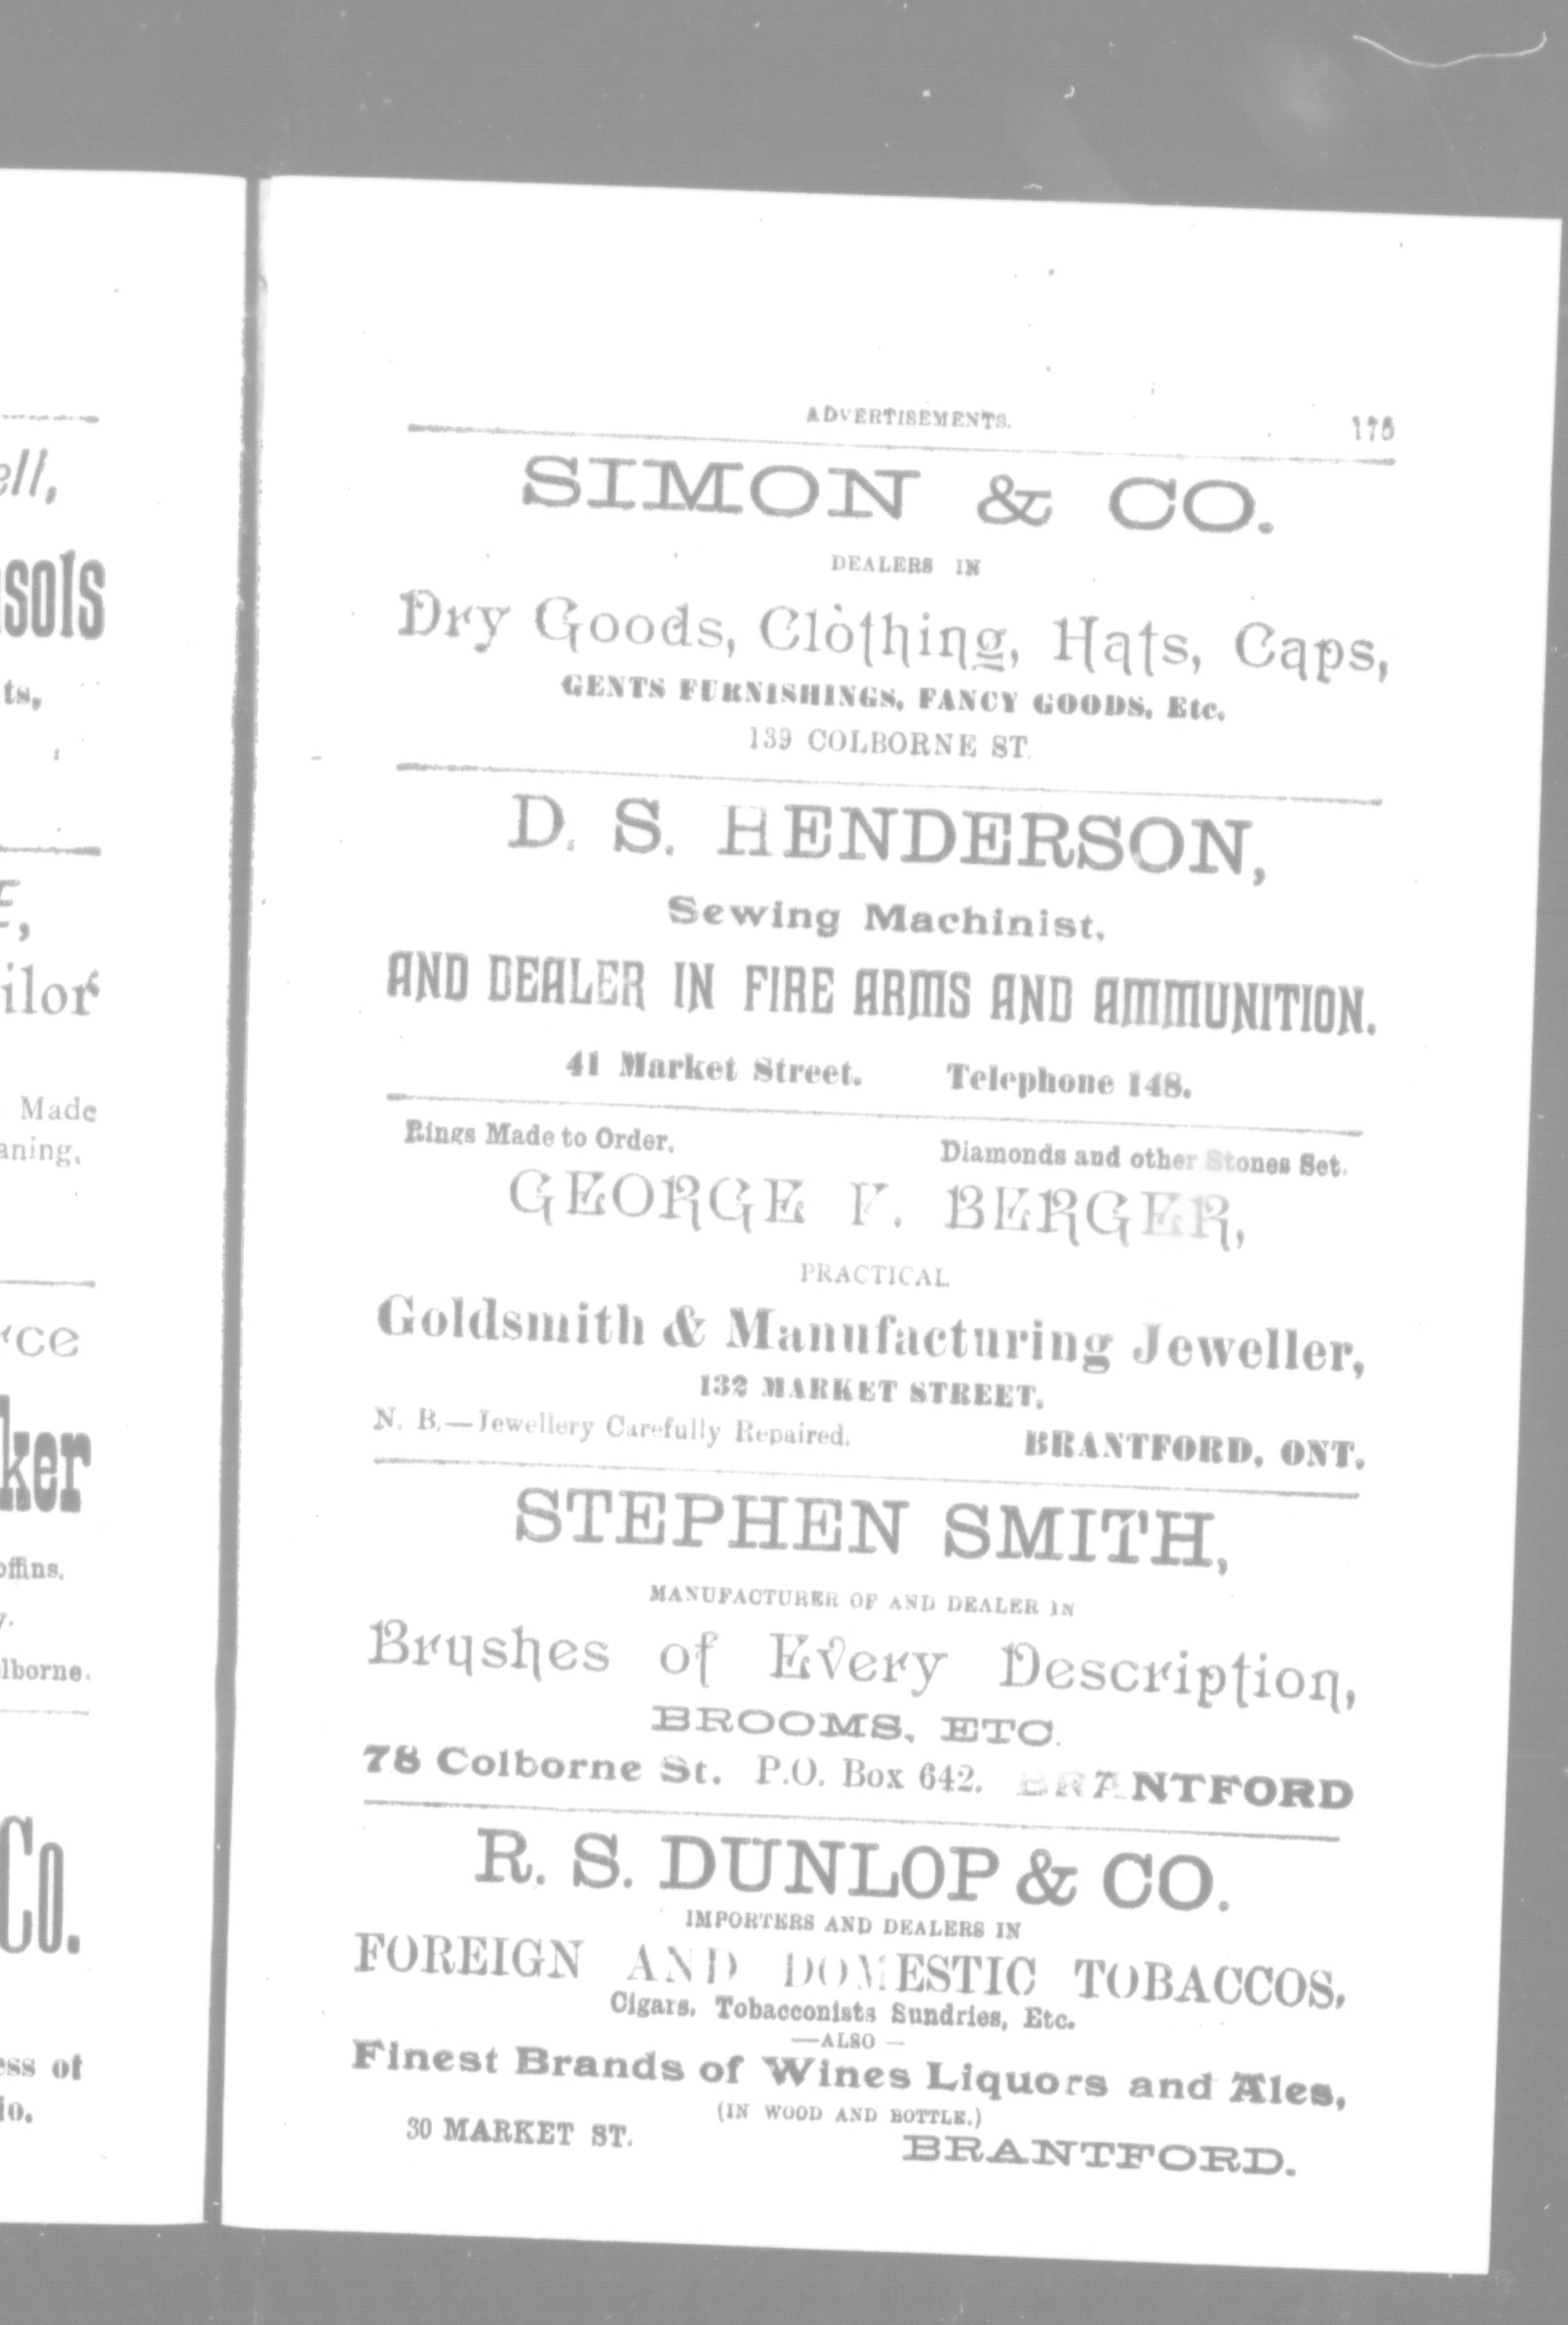 ell,
sols
ts,
E,
ilor
Made
aning,
rce
ker
offins.
y.
lborne.
Co.
ess of
io.
ADVERTISEMENTS. 175
SIMON & CO.
DEALERS IN
Dry Goods, Clothing, Hats, Caps,
GENTS FURNISHINGS, FANCY GOODS, Etc.
139 COLBORNE ST.
D. S. HENDERSON,
Sewing Machinist,
AND DEALER IN FIRE ARMS AND AMMUNITION.
41 Market Street. Telephone 148.
Rings Made to Order. Diamonds and other Stones Set.
GEORGE F. BERGER,
PRACTICAL
Goldsmith & Manufacturing Jeweller,
132 MARKET STREET,
N. B.—Jewellery Carefully Repaired. BRANTFORD, ONT.
STEPHEN SMITH,
MANUFACTURER OF AND DEALER IN
Brushes of Every Description,
BROOMS, ETC.
78 Colborne St. P.O. Box 642. BRANTFORD
R. S. DUNLOP & CO.
IMPORTERS AND DEALERS IN
FOREIGN AND DOMESTIC TOBACCOS,
Cigars, Tobacconists Sundries, Etc.
—ALSO—
Finest Brands of Wines Liquors and Ales,
(IN WOOD AND BOTTLE.)
30 MARKET ST. BRANTFORD.